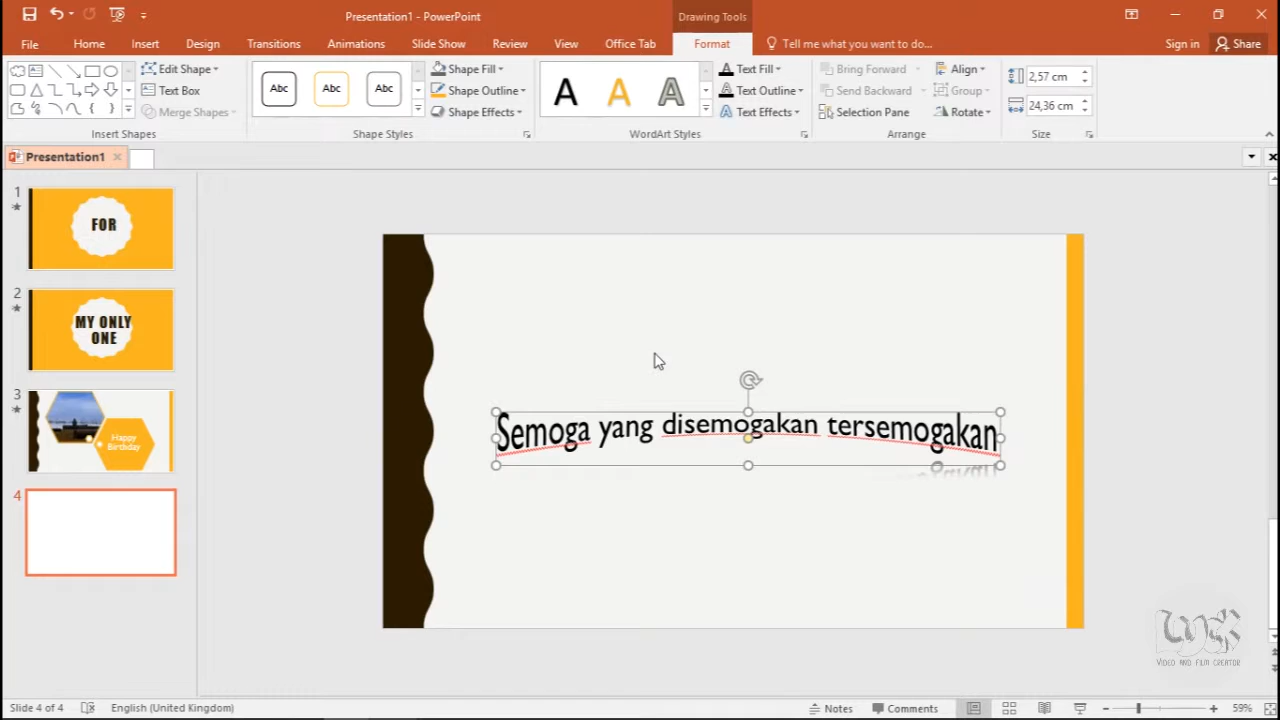 Presentation1 - PowerPoint
Drawing Tools
File Home Insert Design Transitions Animations Slide Show Review View Office Tab Format Tell me what you want to do... Sign in Share
Edit Shape
Text Box
Merge Shapes
Insert Shapes
Abc Abc Abc
Shape Fill
Shape Outline
Shape Effects
Shape Styles
A A A
Text Fill
Text Outline
Text Effects
WordArt Styles
Bring Forward
Send Backward
Selection Pane
Align
Group
Rotate
Arrange
2,57 cm
24,36 cm
Size
Presentation1
1
FOR
2
MY ONLY
ONE
3
Happy
Birthday
4
Semoga yang disemogakan tersemogakan
VIDEO AND FILM CREATOR
Slide 4 of 4 English (United Kingdom) Notes Comments 59%